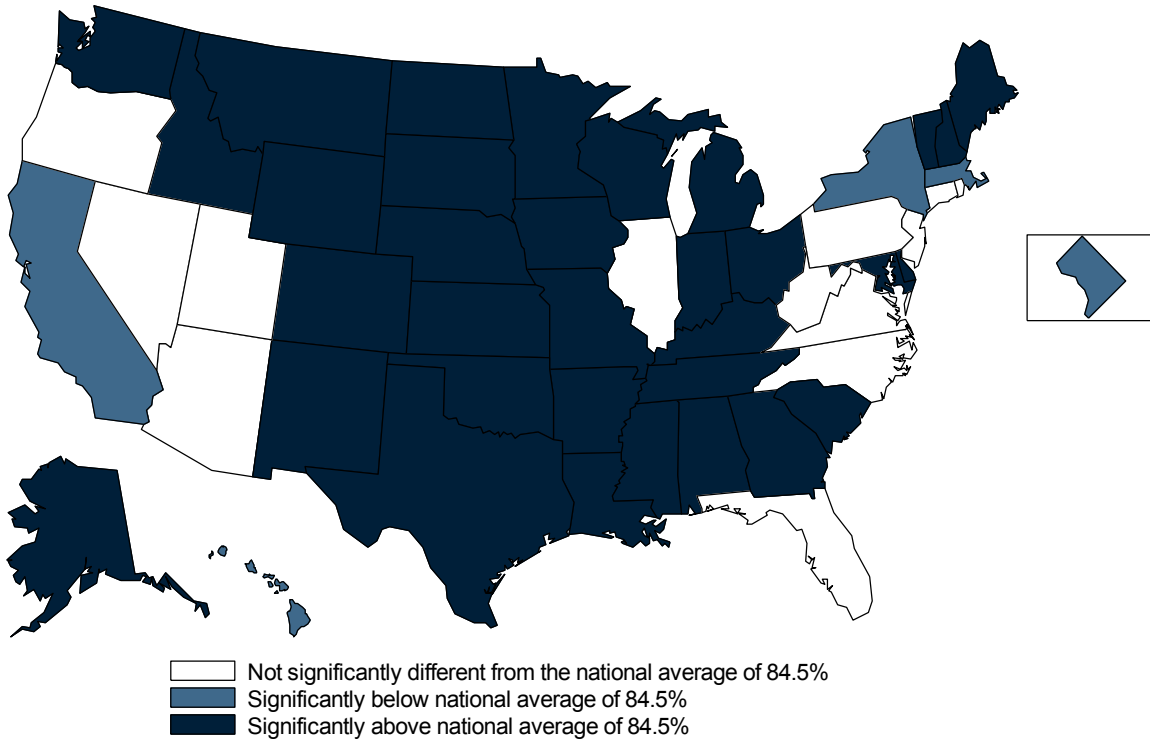 Not significantly different from the national average of 84.5%
Significantly below national average of 84.5%
Significantly above national average of 84.5%